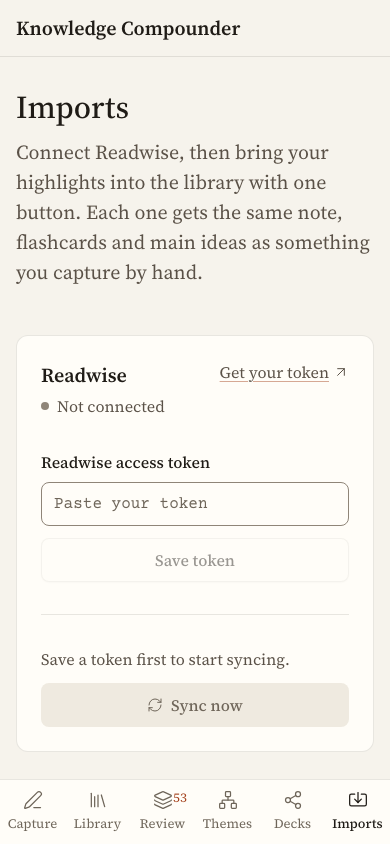 Knowledge Compounder
Imports
Connect Readwise, then bring your
highlights into the library with one
button. Each one gets the same note,
flashcards and main ideas as something
you capture by hand.
Readwise
Get your token
Not connected
Readwise access token
Paste your token
Save token
Save a token first to start syncing.
Sync now
53
Capture
Library
Review
Themes
Decks
Imports